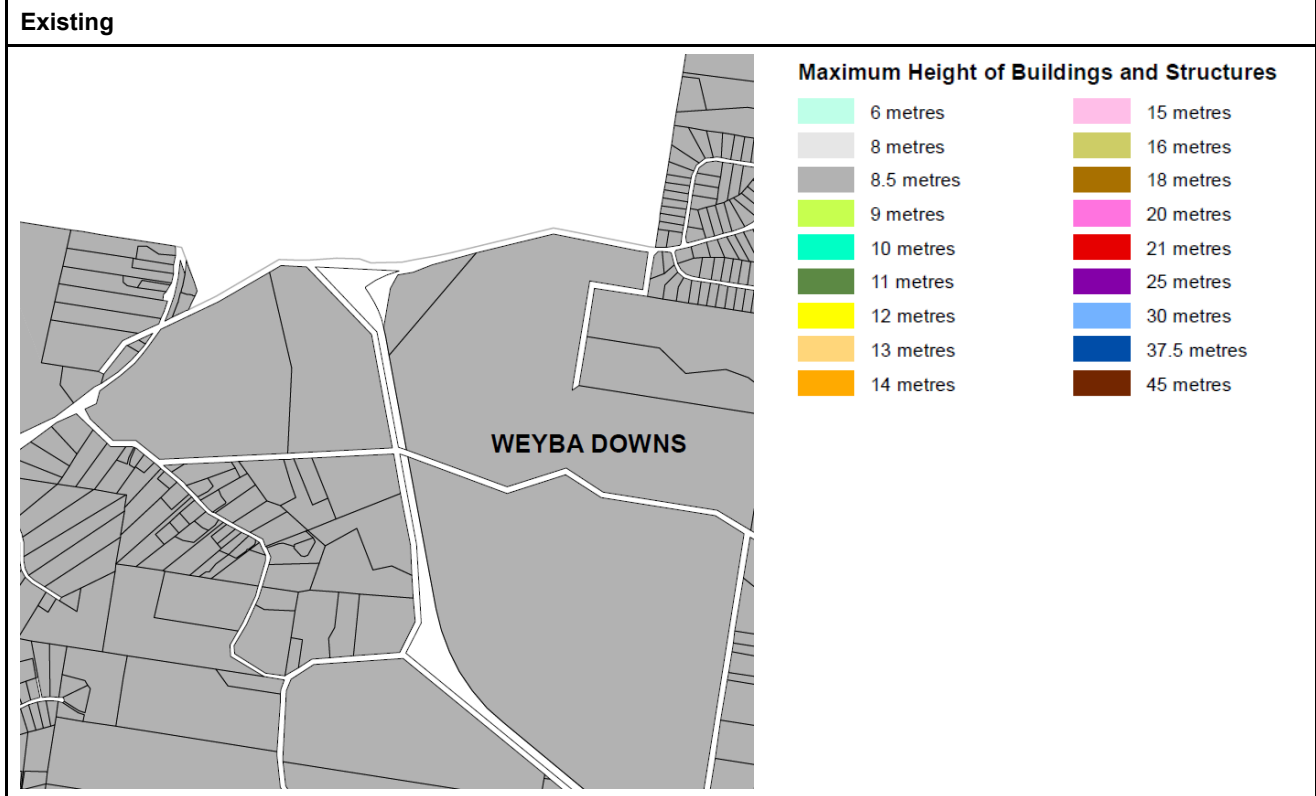 Existing
WEYBA DOWNS
Maximum Height of Buildings and Structures
6 metres
8 metres
8.5 metres
9 metres
10 metres
11 metres
12 metres
13 metres
14 metres
15 metres
16 metres
18 metres
20 metres
21 metres
25 metres
30 metres
37.5 metres
45 metres